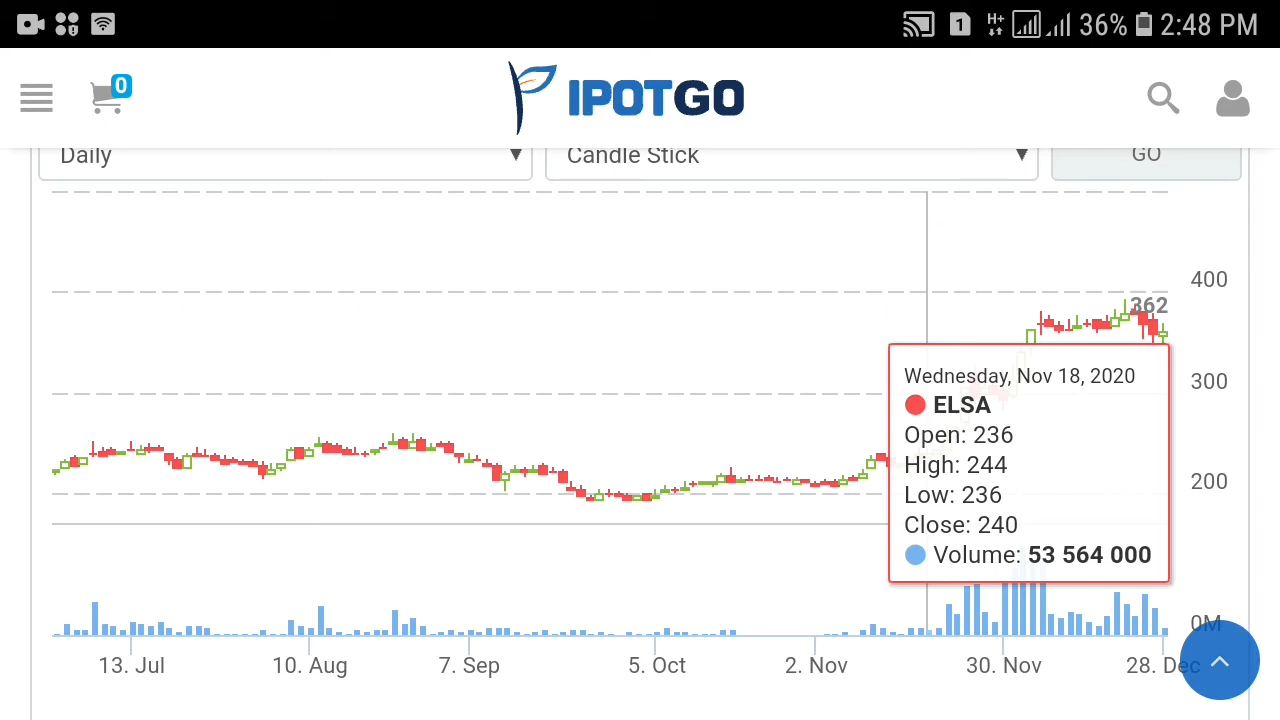 1 H+ 36% 2:48 PM
0 IPOTGO
Daily Candle Stick GO
400
362
300
200
Wednesday, Nov 18, 2020
ELSA
Open: 236
High: 244
Low: 236
Close: 240
Volume: 53 564 000
0M
13. Jul 10. Aug 7. Sep 5. Oct 2. Nov 30. Nov 28. Dec